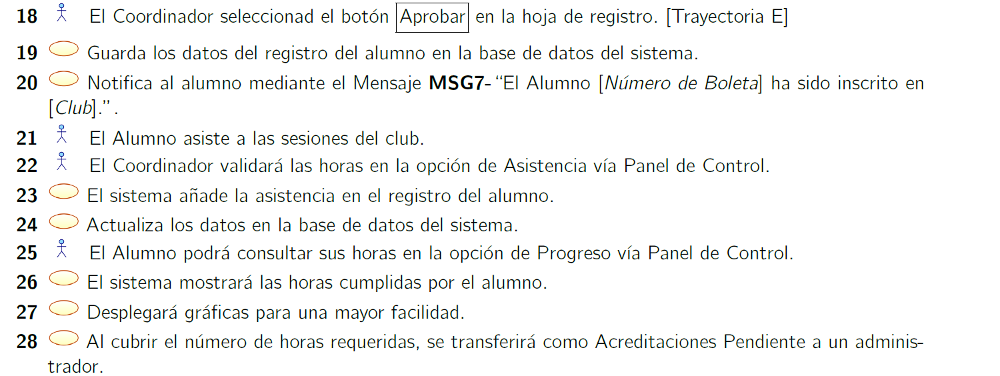 18 El Coordinador seleccionad el botón Aprobar en la hoja de registro. [Trayectoria E]
19 Guarda los datos del registro del alumno en la base de datos del sistema.
20 Notifica al alumno mediante el Mensaje MSG7- “El Alumno [Número de Boleta] ha sido inscrito en
[Club].”.
21 El Alumno asiste a las sesiones del club.
22 El Coordinador validará las horas en la opción de Asistencia vía Panel de Control.
23 El sistema añade la asistencia en el registro del alumno.
24 Actualiza los datos en la base de datos del sistema.
25 El Alumno podrá consultar sus horas en la opción de Progreso vía Panel de Control.
26 El sistema mostrará las horas cumplidas por el alumno.
27 Desplegará gráficas para una mayor facilidad.
28 Al cubrir el número de horas requeridas, se transferirá como Acreditaciones Pendiente a un adminis-
trador.